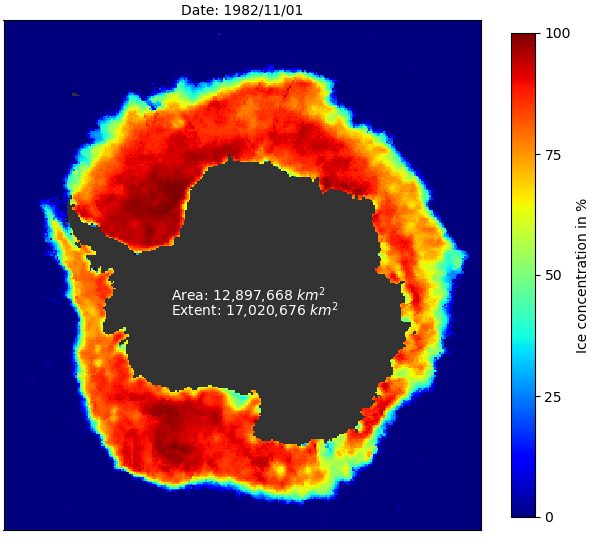 Date: 1982/11/01
100
75
50
25
0
Ice concentration in %
Area: 12,897,668 km²
Extent: 17,020,676 km²